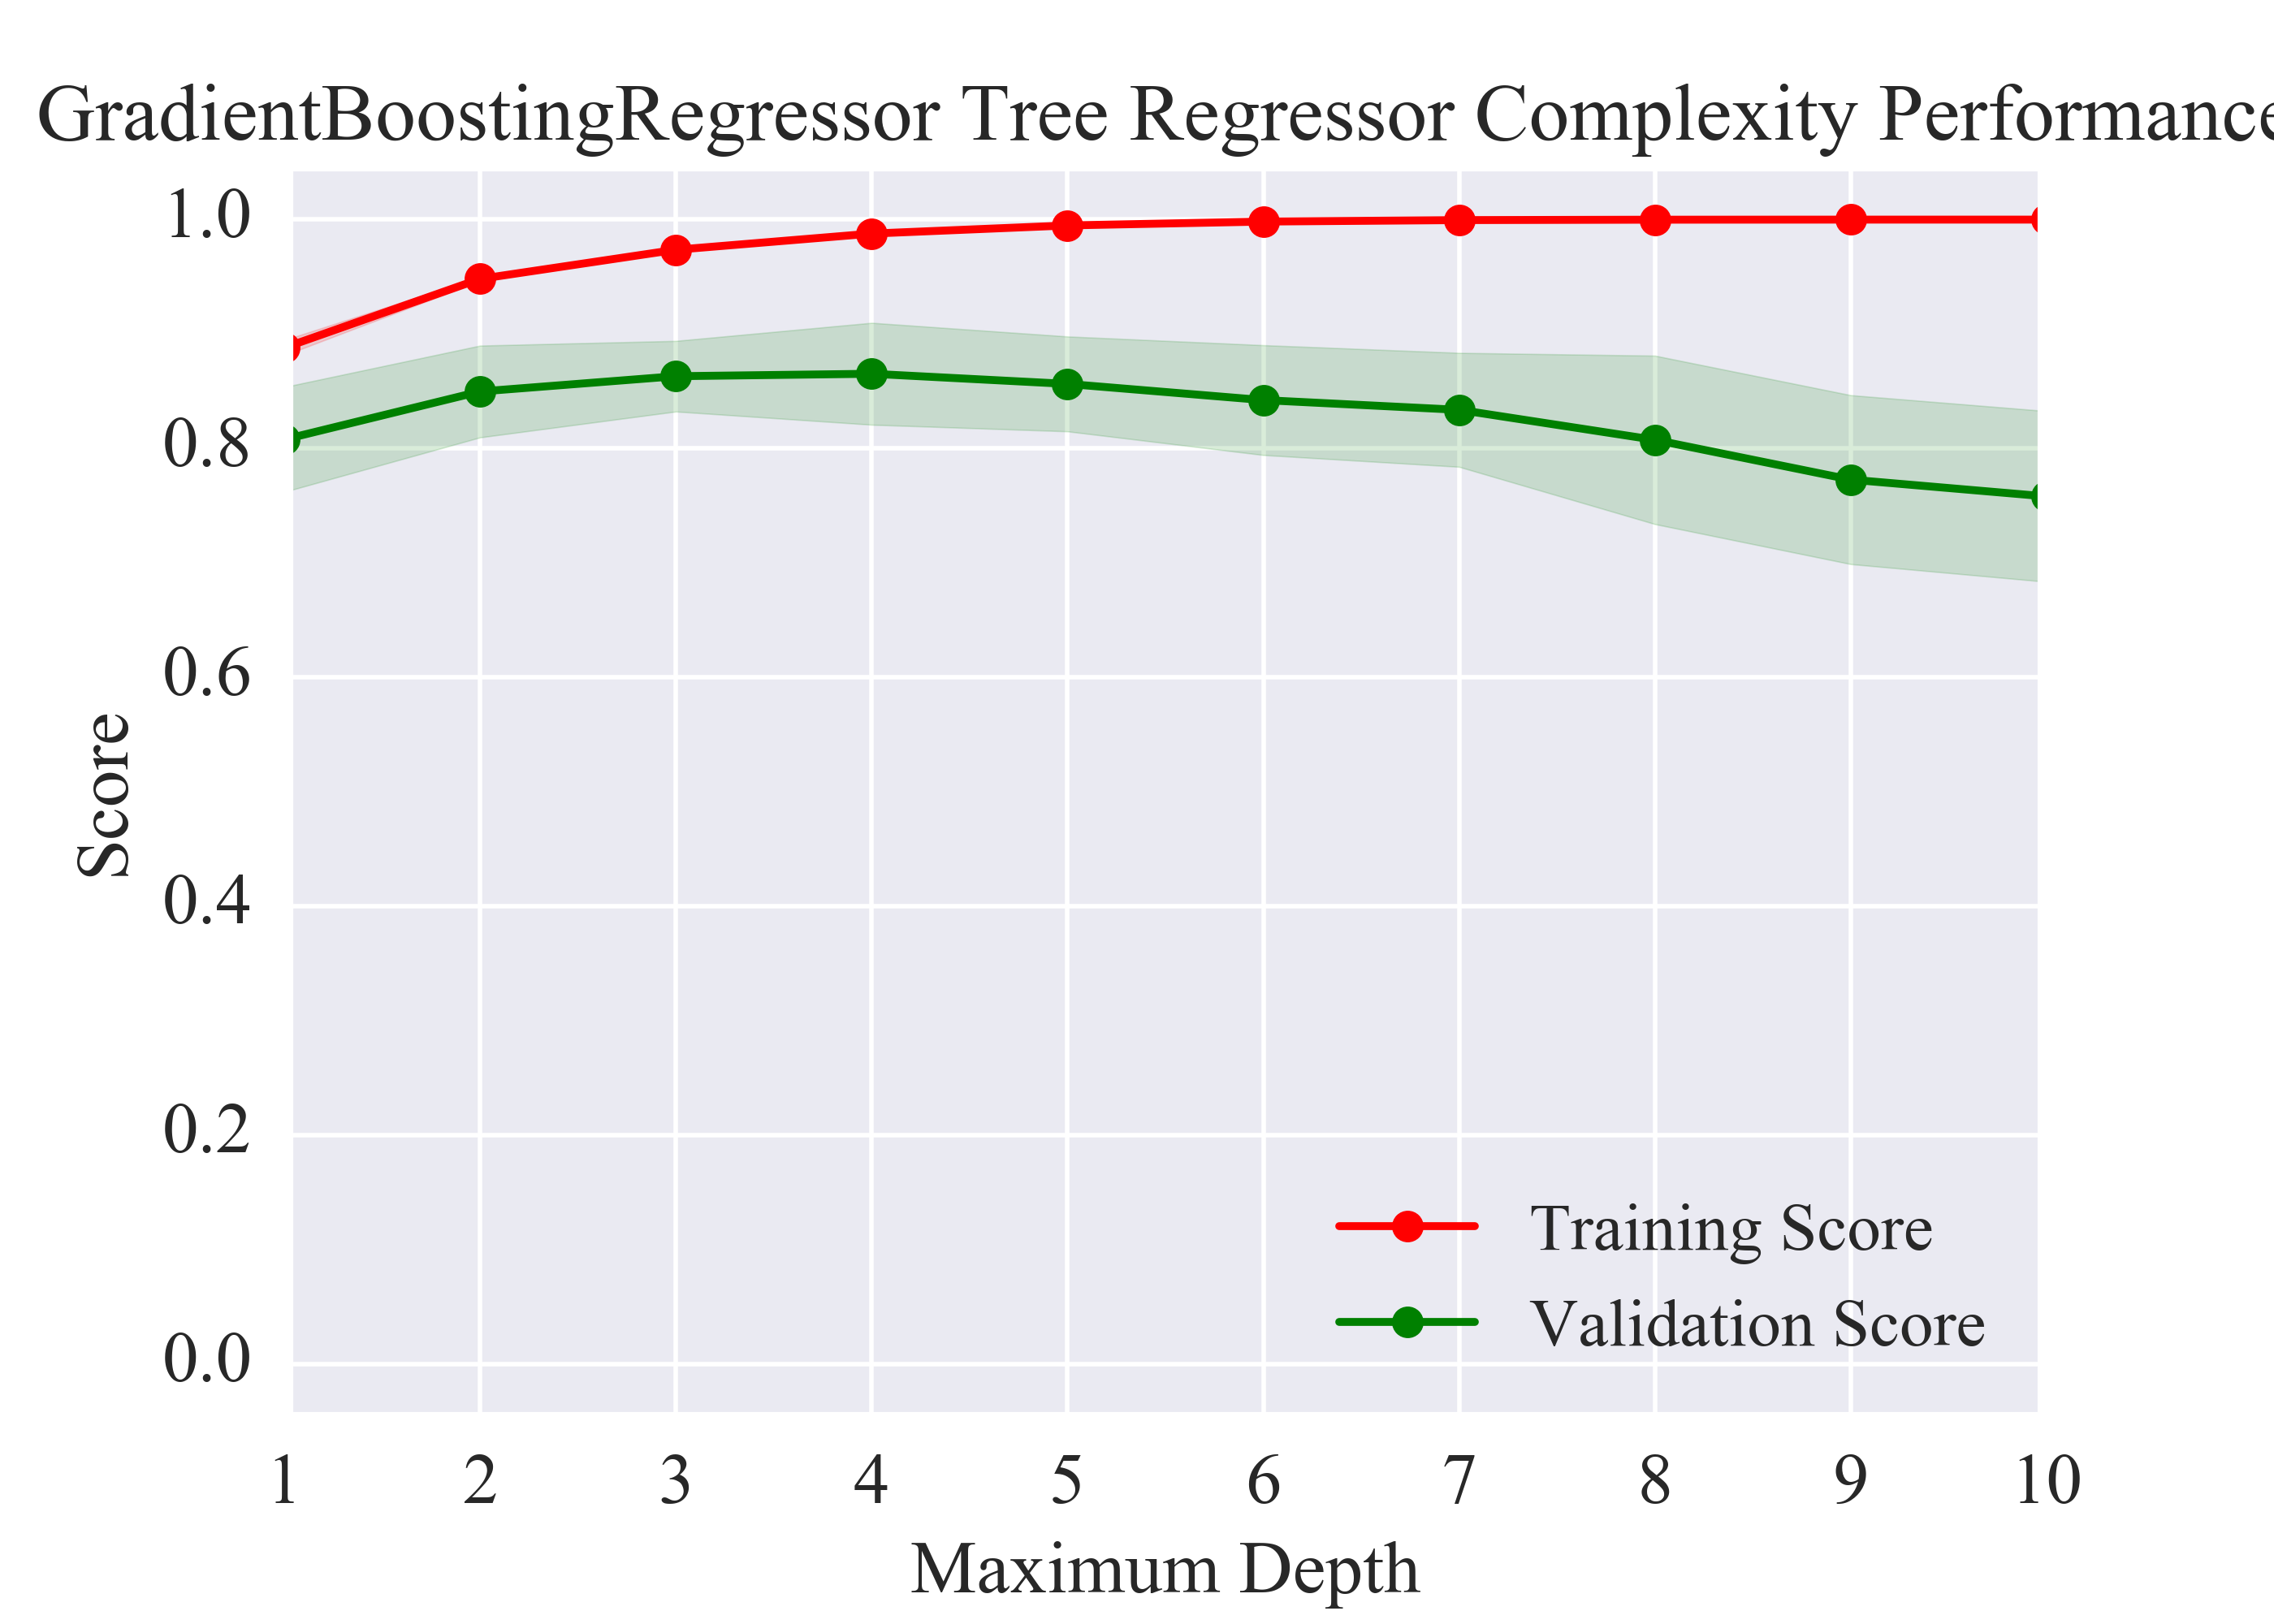 GradientBoostingRegressor Tree Regressor Complexity Performance
1.0
0.8
0.6
0.4
0.2
0.0
Score
Training Score
Validation Score
1 2 3 4 5 6 7 8 9 10
Maximum Depth